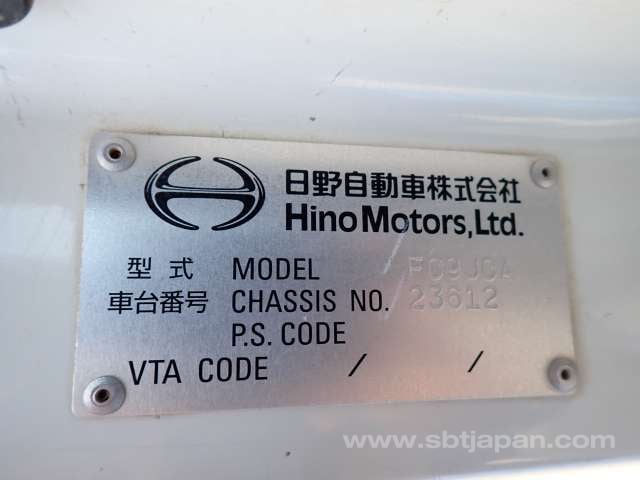 日野自動車株式会社
Hino Motors, Ltd.
型式 MODEL FC9JCA
車台番号 CHASSIS NO. 23612
P.S. CODE
VTA CODE / /
www.sbtjapan.com